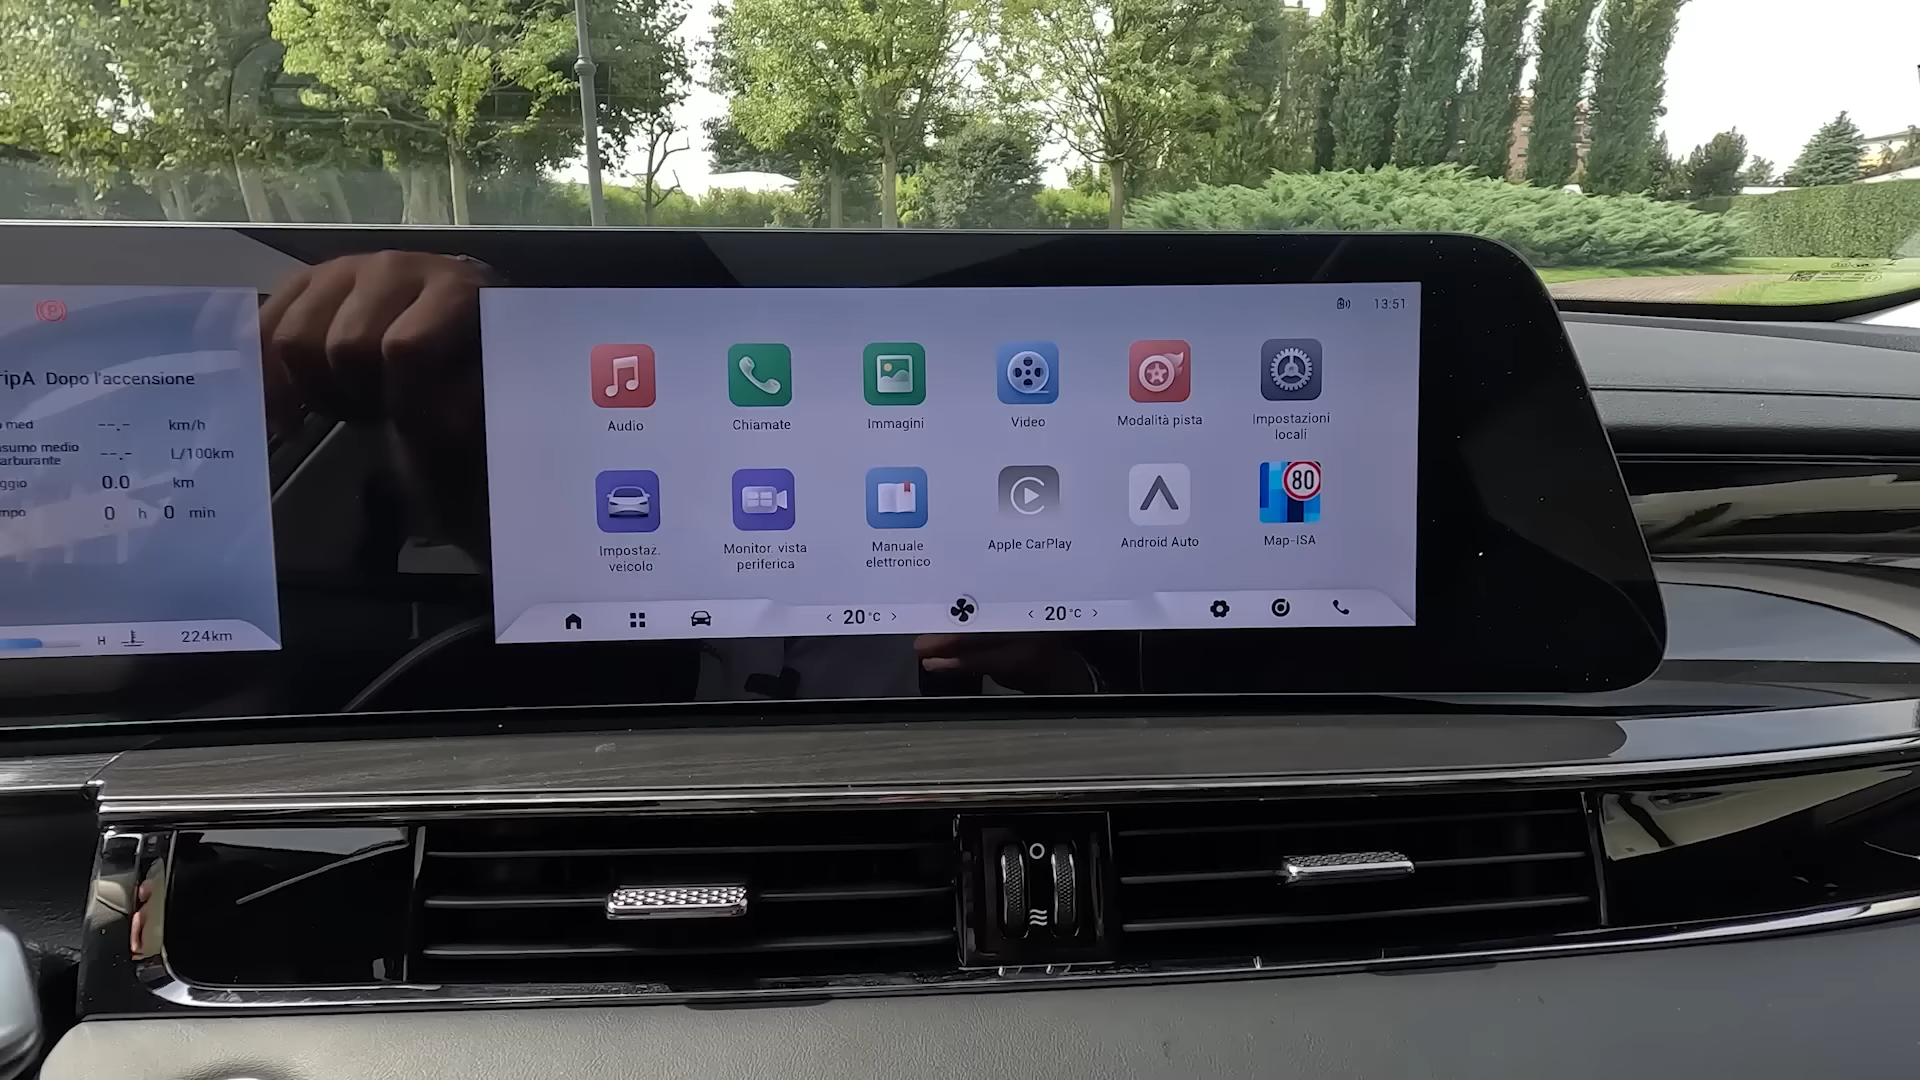 P
ripA Dopo l'accensione
med
--.- km/h
sumo medio
arburante
--.- L/100km
ggio
0.0 km
mpo
0 h 0 min
H
224km
13:51
Audio
Chiamate
Immagini
Video
Modalità pista
Impostazioni
locali
80
Impostaz.
veicolo
Monitor. vista
periferica
Manuale
elettronico
Apple CarPlay
Android Auto
Map-ISA
< 20°C >
< 20°C >